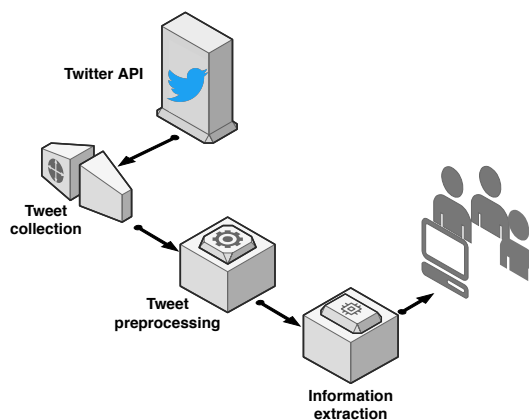 Twitter API
Tweet
collection
Tweet
preprocessing
Information
extraction